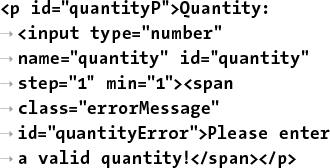 <p id="quantityP">Quantity:
→ <input type="number"
→ name="quantity" id="quantity"
→ step="1" min="1"><span
→ class="errorMessage"
→ id="quantityError">Please enter
→ a valid quantity!</span></p>